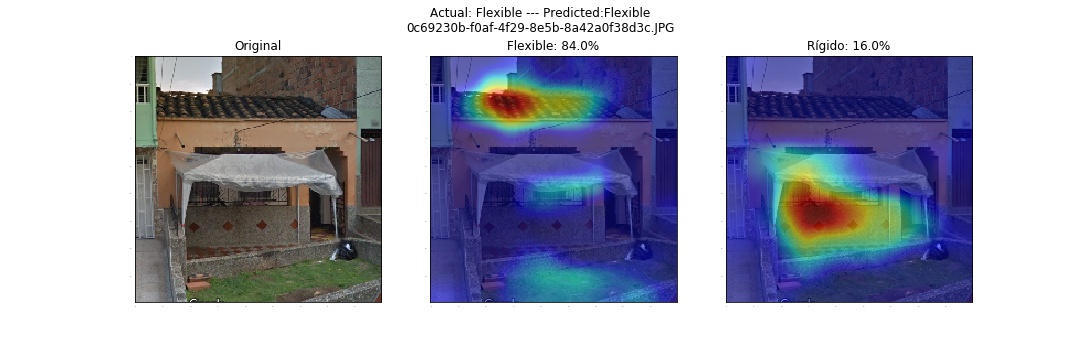 Actual: Flexible --- Predicted:Flexible
0c69230b-f0af-4f29-8e5b-8a42a0f38d3c.JPG
Original
Flexible: 84.0%
Rígido: 16.0%